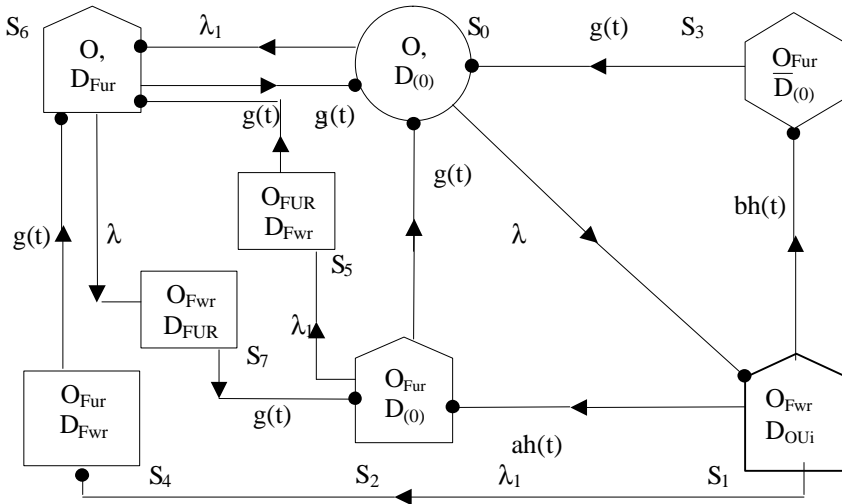 S6
λ1
S0
g(t)
S3
O,
DFur
O,
D(0)
OFur
D̅(0)
g(t)
g(t)
g(t)
OFUR
DFwr
bh(t)
g(t)
λ
λ
S5
OFwr
DFUR
λ1
S7
OFur
DFwr
OFur
D(0)
OFwr
DOUi
g(t)
ah(t)
S4
S2
λ1
S1